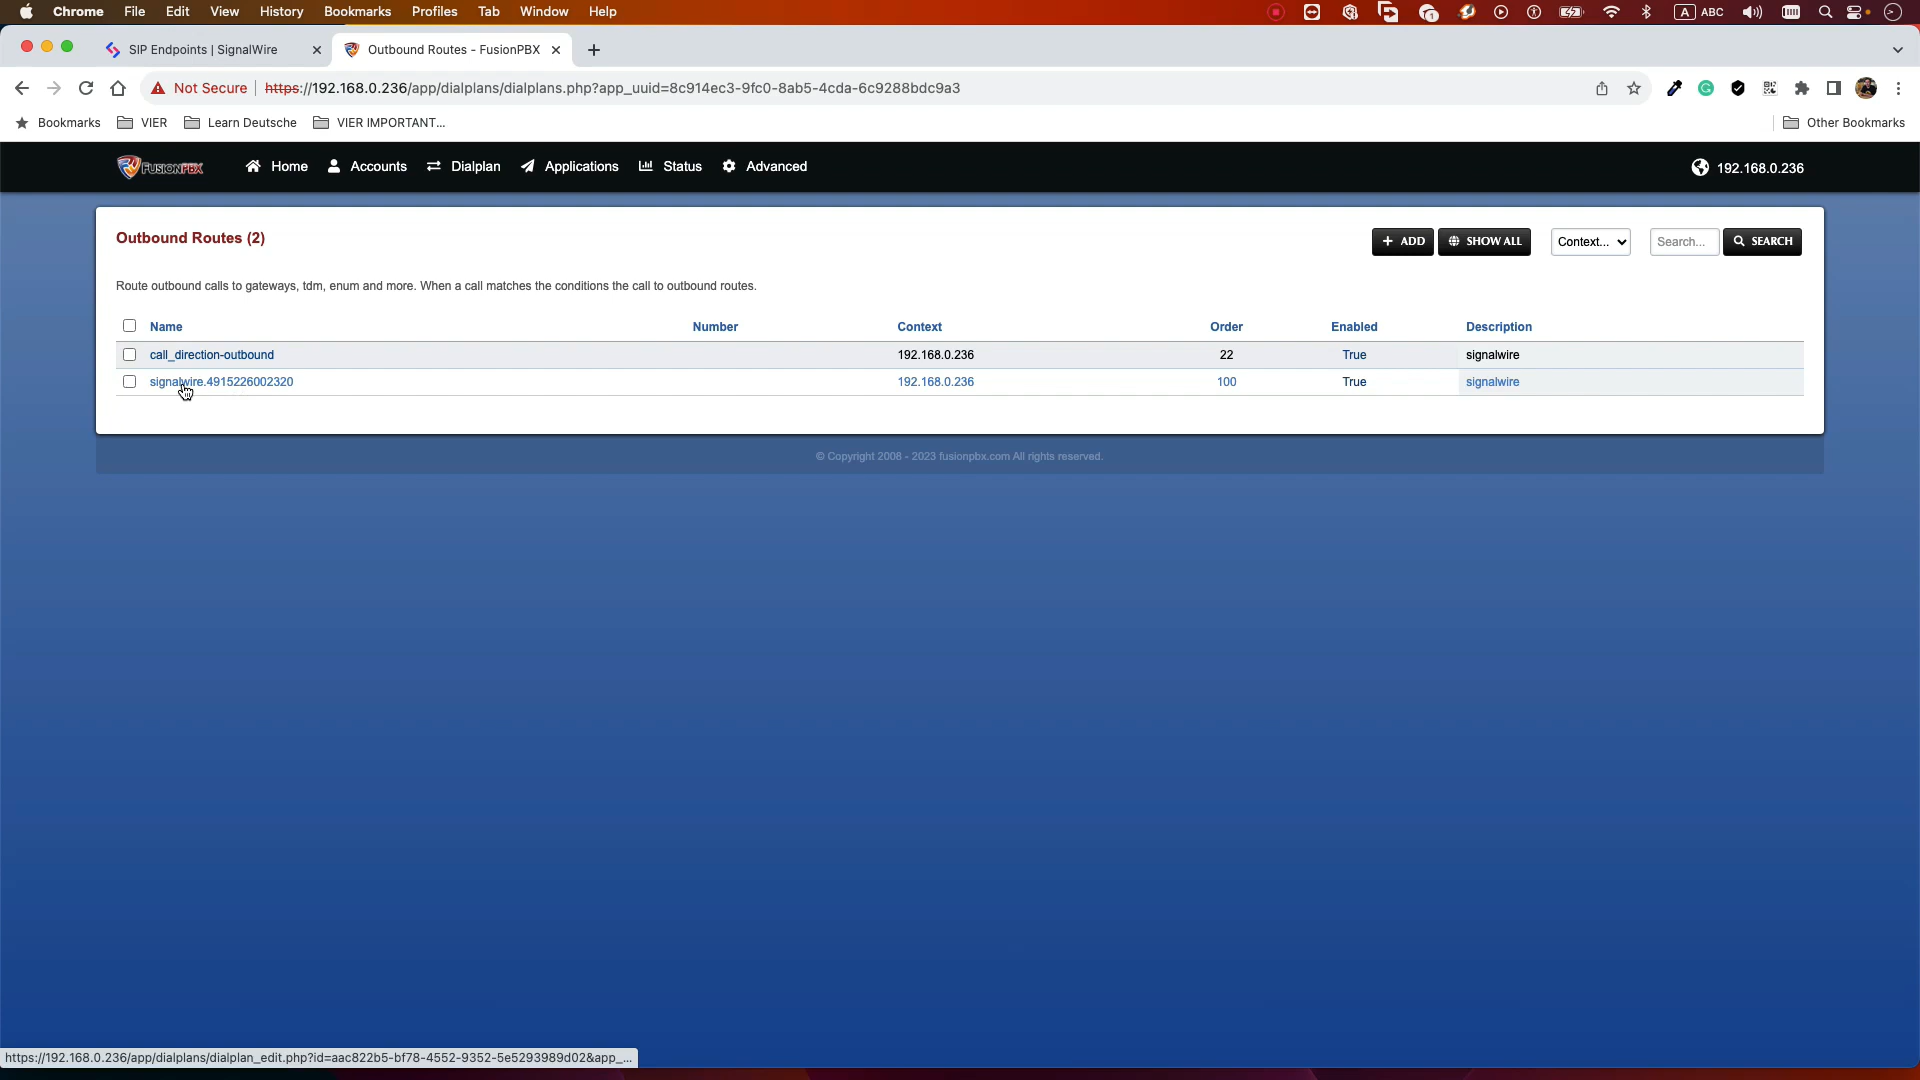 Chrome File Edit View History Bookmarks Profiles Tab Window Help 1 A ABC
SIP Endpoints | SignalWire Outbound Routes - FusionPBX
Not Secure https://192.168.0.236/app/dialplans/dialplans.php?app_uuid=8c914ec3-9fc0-8ab5-4cda-6c9288bdc9a3
Bookmarks VIER Learn Deutsche VIER IMPORTANT... Other Bookmarks
FUSIONPBX Home Accounts Dialplan Applications Status Advanced 192.168.0.236
Outbound Routes (2) + ADD SHOW ALL Context... Search... SEARCH
Route outbound calls to gateways, tdm, enum and more. When a call matches the conditions the call to outbound routes.
Name Number Context Order Enabled Description
call_direction-outbound 192.168.0.236 22 True signalwire
signalwire.4915226002320 192.168.0.236 100 True signalwire
© Copyright 2008 - 2023 fusionpbx.com All rights reserved.
https://192.168.0.236/app/dialplans/dialplan_edit.php?id=aac822b5-bf78-4552-9352-5e5293989d02&app_...